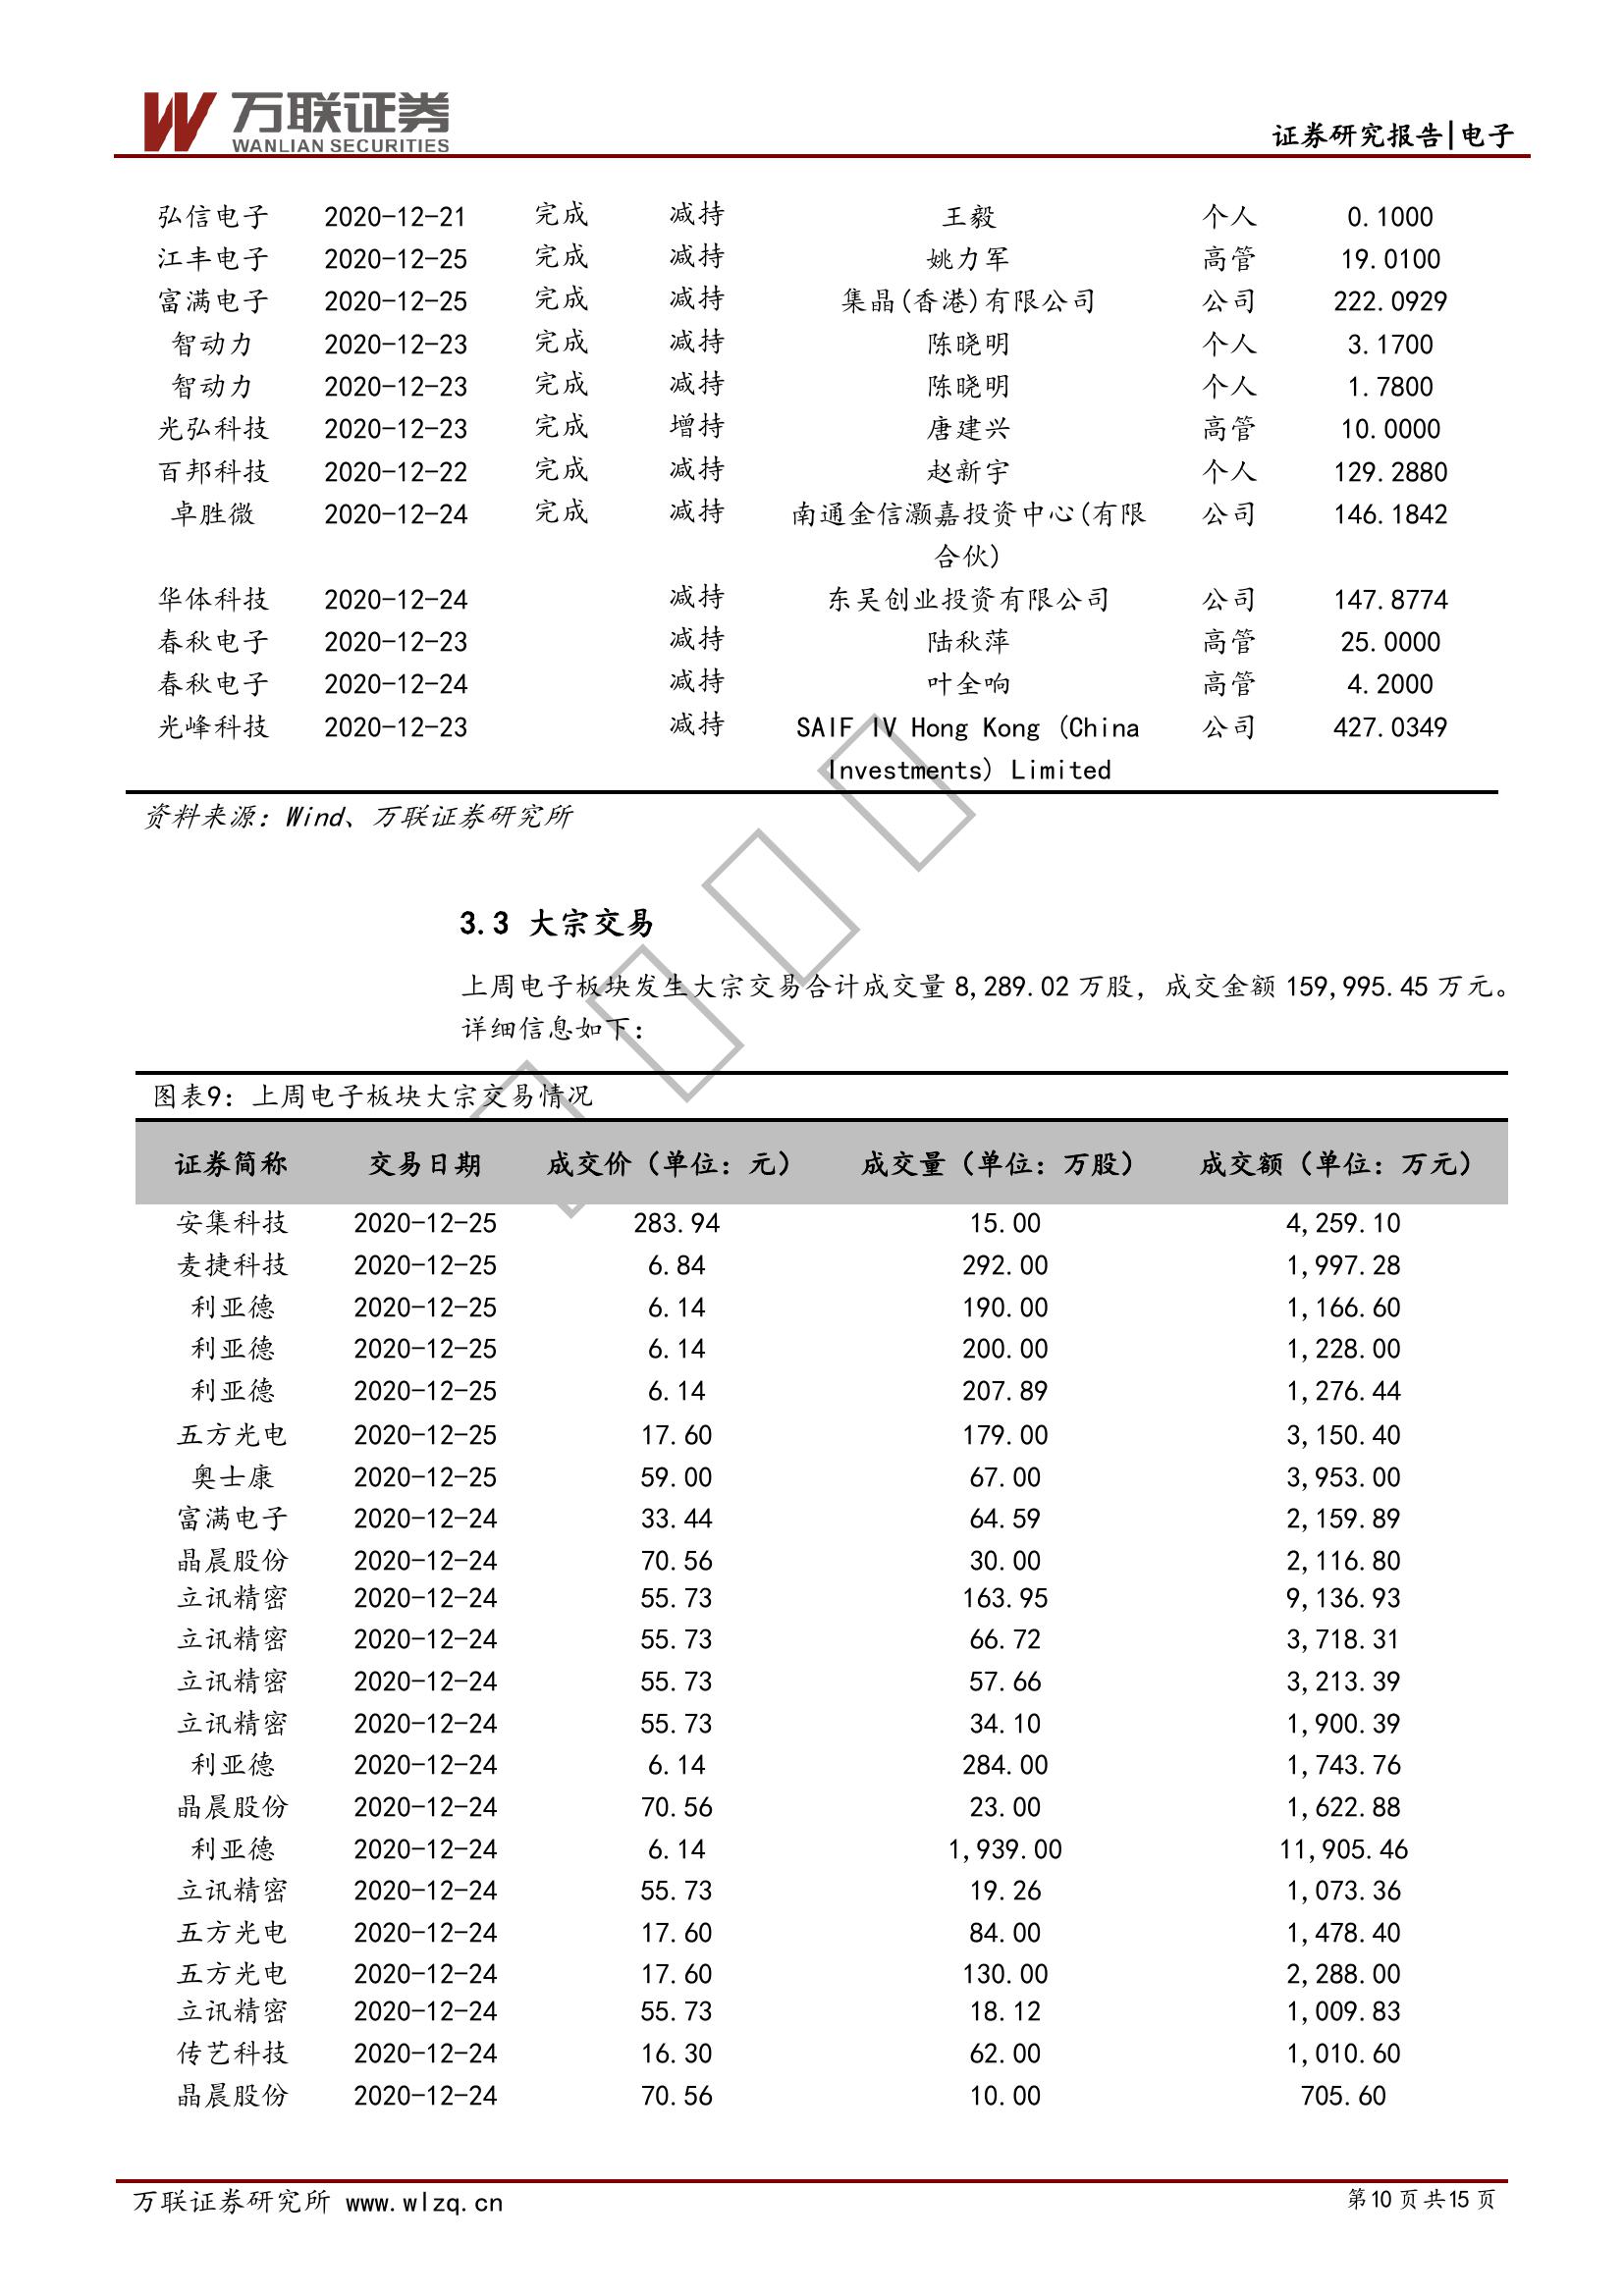 万联证券
WANLIAN SECURITIES
证券研究报告|电子
弘信电子 2020-12-21 完成 减持 王毅 个人 0.1000
江丰电子 2020-12-25 完成 减持 姚力军 高管 19.0100
富满电子 2020-12-25 完成 减持 集晶(香港)有限公司 公司 222.0929
智动力 2020-12-23 完成 减持 陈晓明 个人 3.1700
智动力 2020-12-23 完成 减持 陈晓明 个人 1.7800
光弘科技 2020-12-23 完成 增持 唐建兴 高管 10.0000
百邦科技 2020-12-22 完成 减持 赵新宇 个人 129.2880
卓胜微 2020-12-24 完成 减持 南通金信灏嘉投资中心(有限 公司 146.1842
合伙)
华体科技 2020-12-24 减持 东吴创业投资有限公司 公司 147.8774
春秋电子 2020-12-23 减持 陆秋萍 高管 25.0000
春秋电子 2020-12-24 减持 叶全响 高管 4.2000
光峰科技 2020-12-23 减持 SAIF IV Hong Kong (China 公司 427.0349
Investments) Limited
资料来源：Wind、万联证券研究所
3.3 大宗交易
上周电子板块发生大宗交易合计成交量 8,289.02 万股，成交金额 159,995.45 万元。
详细信息如下：
图表9：上周电子板块大宗交易情况
证券简称 交易日期 成交价（单位：元） 成交量（单位：万股） 成交额（单位：万元）
安集科技 2020-12-25 283.94 15.00 4,259.10
麦捷科技 2020-12-25 6.84 292.00 1,997.28
利亚德 2020-12-25 6.14 190.00 1,166.60
利亚德 2020-12-25 6.14 200.00 1,228.00
利亚德 2020-12-25 6.14 207.89 1,276.44
五方光电 2020-12-25 17.60 179.00 3,150.40
奥士康 2020-12-25 59.00 67.00 3,953.00
富满电子 2020-12-24 33.44 64.59 2,159.89
晶晨股份 2020-12-24 70.56 30.00 2,116.80
立讯精密 2020-12-24 55.73 163.95 9,136.93
立讯精密 2020-12-24 55.73 66.72 3,718.31
立讯精密 2020-12-24 55.73 57.66 3,213.39
立讯精密 2020-12-24 55.73 34.10 1,900.39
利亚德 2020-12-24 6.14 284.00 1,743.76
晶晨股份 2020-12-24 70.56 23.00 1,622.88
利亚德 2020-12-24 6.14 1,939.00 11,905.46
立讯精密 2020-12-24 55.73 19.26 1,073.36
五方光电 2020-12-24 17.60 84.00 1,478.40
五方光电 2020-12-24 17.60 130.00 2,288.00
立讯精密 2020-12-24 55.73 18.12 1,009.83
传艺科技 2020-12-24 16.30 62.00 1,010.60
晶晨股份 2020-12-24 70.56 10.00 705.60
万联证券研究所 www.wlzq.cn 第10页共15页